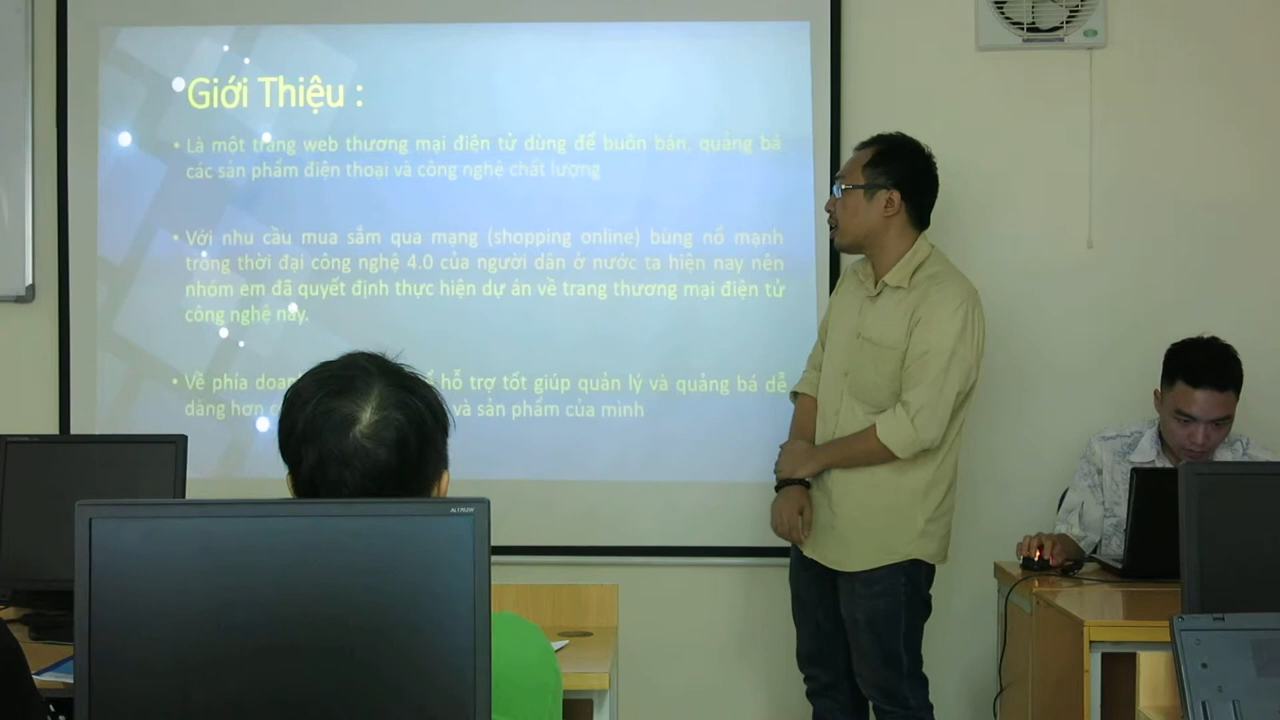 Giới Thiệu :
• Là một trang web thương mại điện tử dùng để buôn bán, quảng bá
các sản phẩm điện thoại và công nghệ chất lượng
• Với nhu cầu mua sắm qua mạng (shopping online) bùng nổ mạnh
trong thời đại công nghệ 4.0 của người dân ở nước ta hiện nay nên
nhóm em đã quyết định thực hiện dự án về trang thương mại điện tử
công nghệ này.
• Về phía hỗ trợ tốt giúp quản lý và quảng bá dễ
dàng hơn và sản phẩm của mình
AL1702W